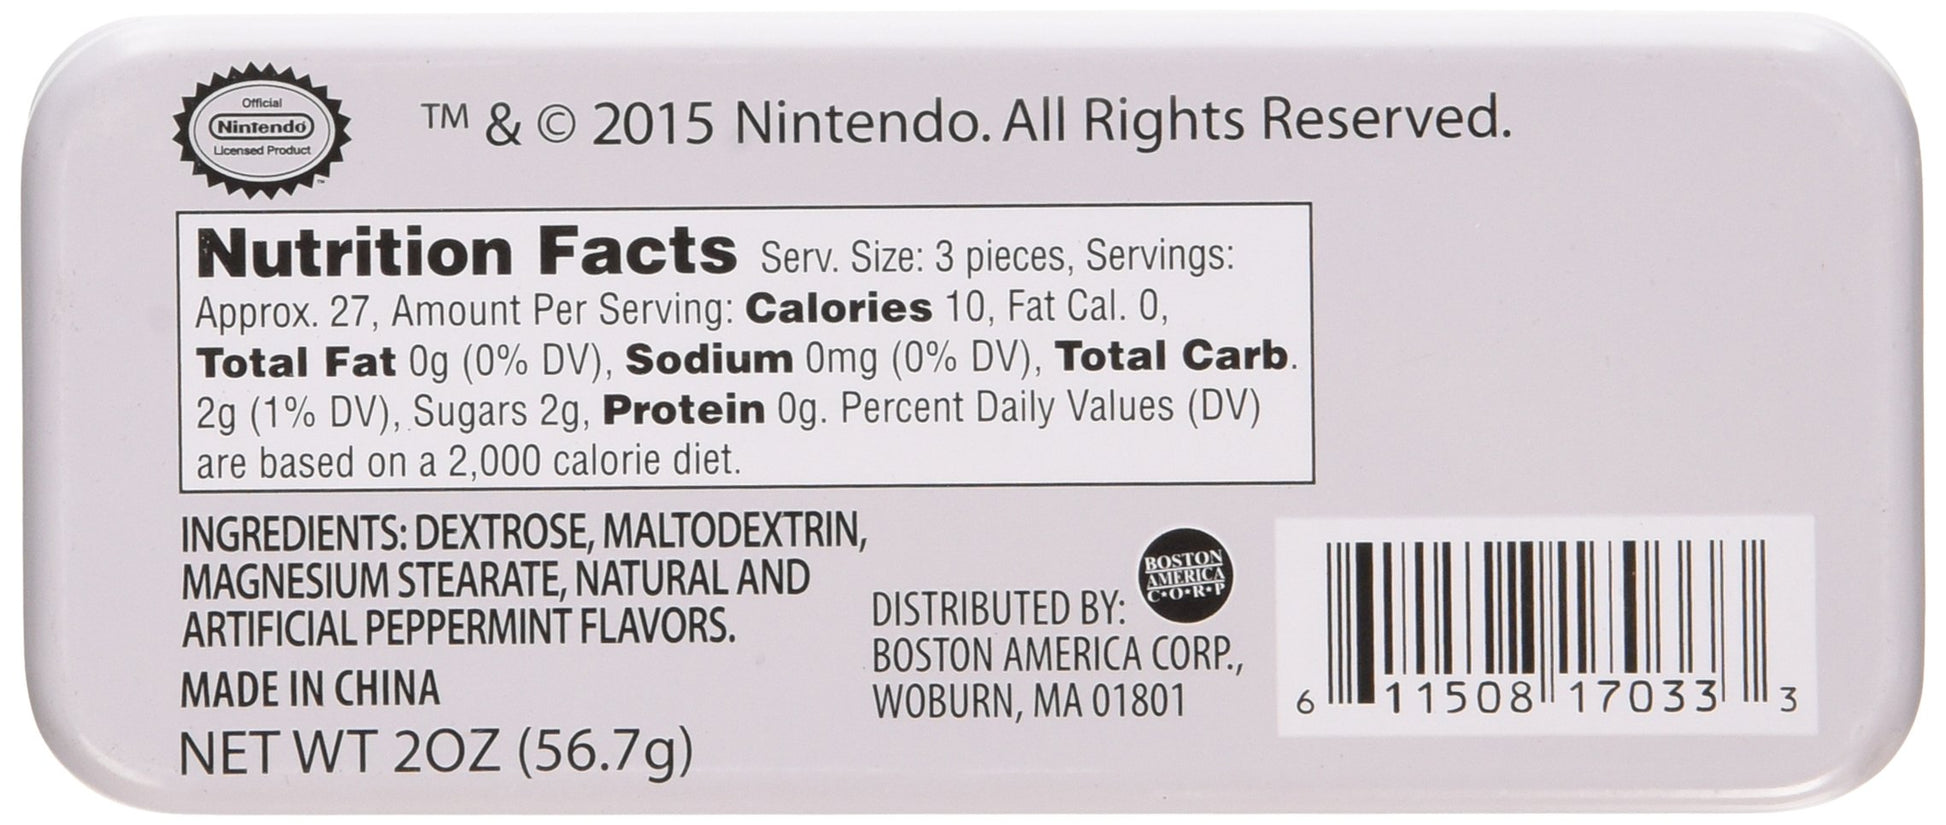 Official
Nintendo
Licensed Product
™
TM & © 2015 Nintendo. All Rights Reserved.
Nutrition Facts Serv. Size: 3 pieces, Servings:
Approx. 27, Amount Per Serving: Calories 10, Fat Cal. 0,
Total Fat 0g (0% DV), Sodium 0mg (0% DV), Total Carb.
2g (1% DV), Sugars 2g, Protein 0g. Percent Daily Values (DV)
are based on a 2,000 calorie diet.
INGREDIENTS: DEXTROSE, MALTODEXTRIN,
MAGNESIUM STEARATE, NATURAL AND
ARTIFICIAL PEPPERMINT FLAVORS.
MADE IN CHINA
NET WT 2OZ (56.7g)
BOSTON
AMERICA
C•O•R•P
DISTRIBUTED BY:
BOSTON AMERICA CORP.,
WOBURN, MA 01801
6 11508 17033 3